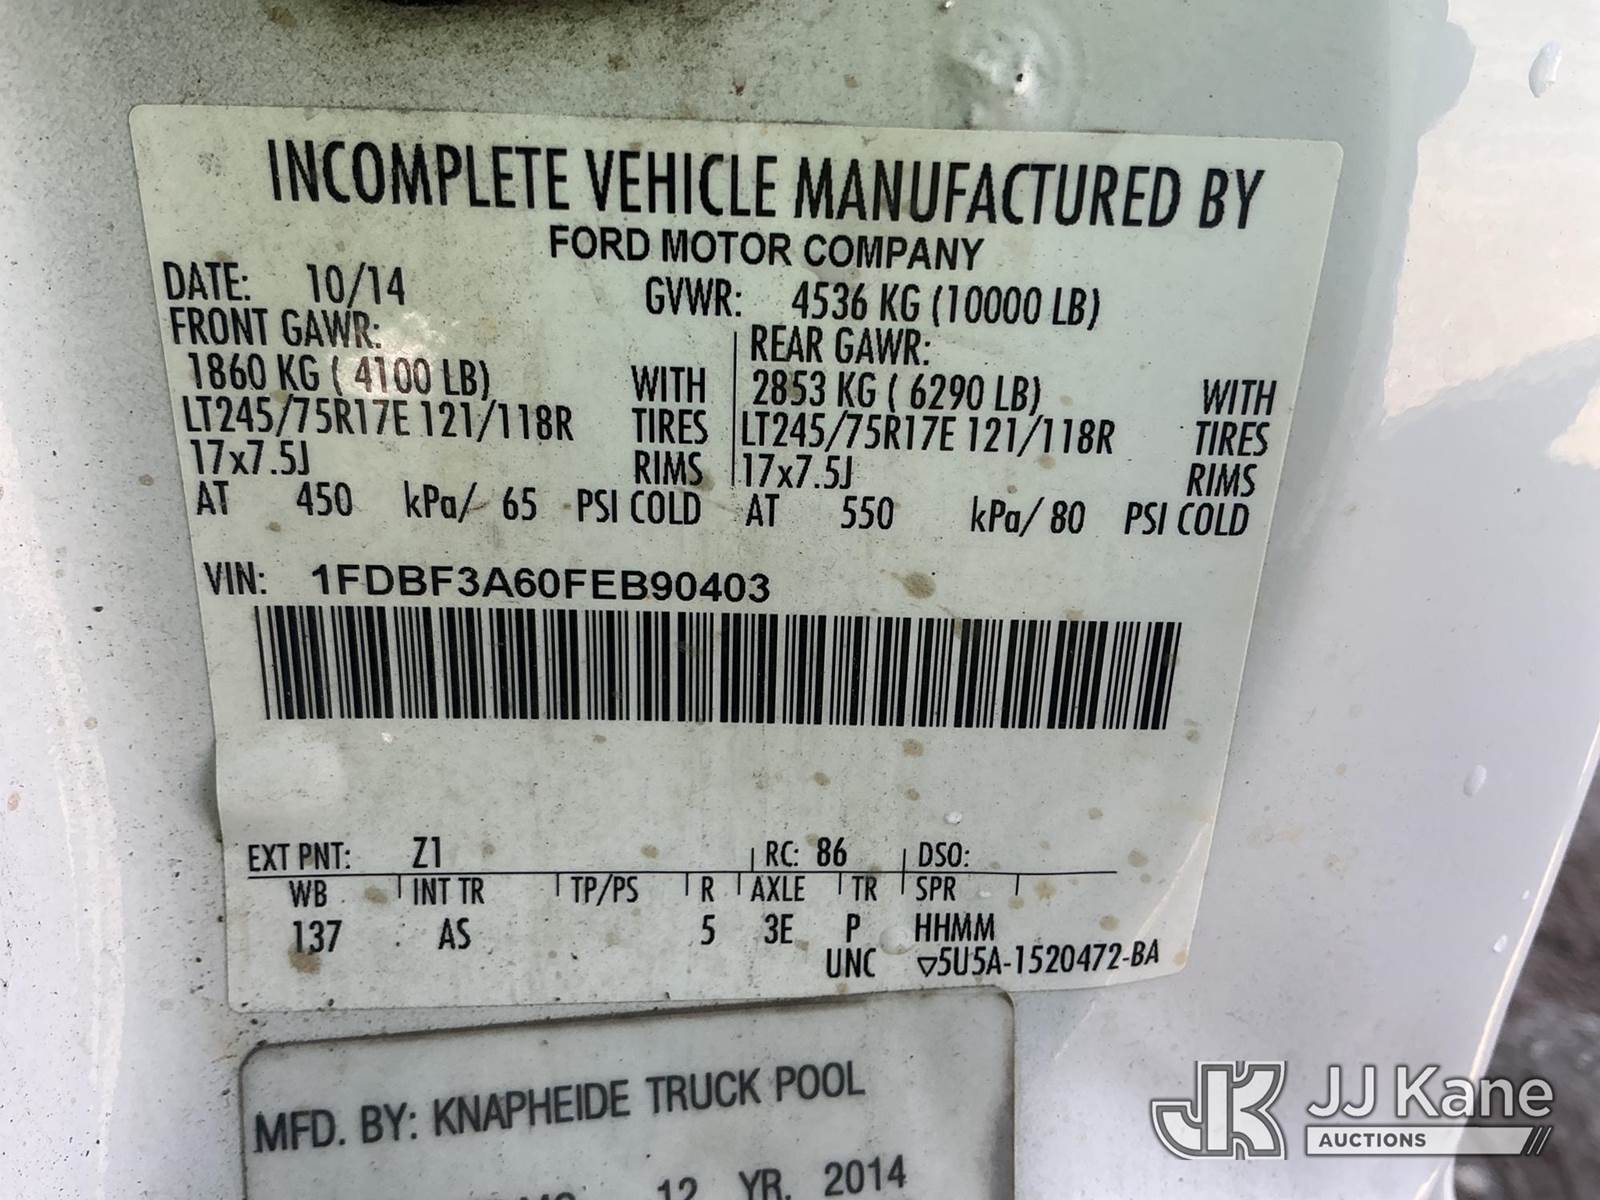 INCOMPLETE VEHICLE MANUFACTURED BY
FORD MOTOR COMPANY
DATE: 10/14 GVWR: 4536 KG (10000 LB)
FRONT GAWR: REAR GAWR:
1860 KG ( 4100 LB) WITH 2853 KG ( 6290 LB) WITH
LT245/75R17E 121/118R TIRES LT245/75R17E 121/118R TIRES
17x7.5J RIMS 17x7.5J RIMS
AT 450 kPa/ 65 PSI COLD AT 550 kPa/ 80 PSI COLD
VIN: 1FDBF3A60FEB90403
EXT PNT: Z1 RC: 86 DSO:
WB INT TR TP/PS R AXLE TR SPR
137 AS 5 3E P HHMM
UNC ▽5U5A-1520472-BA
MFD. BY: KNAPHEIDE TRUCK POOL
12 YR. 2014
JK JJ Kane
AUCTIONS